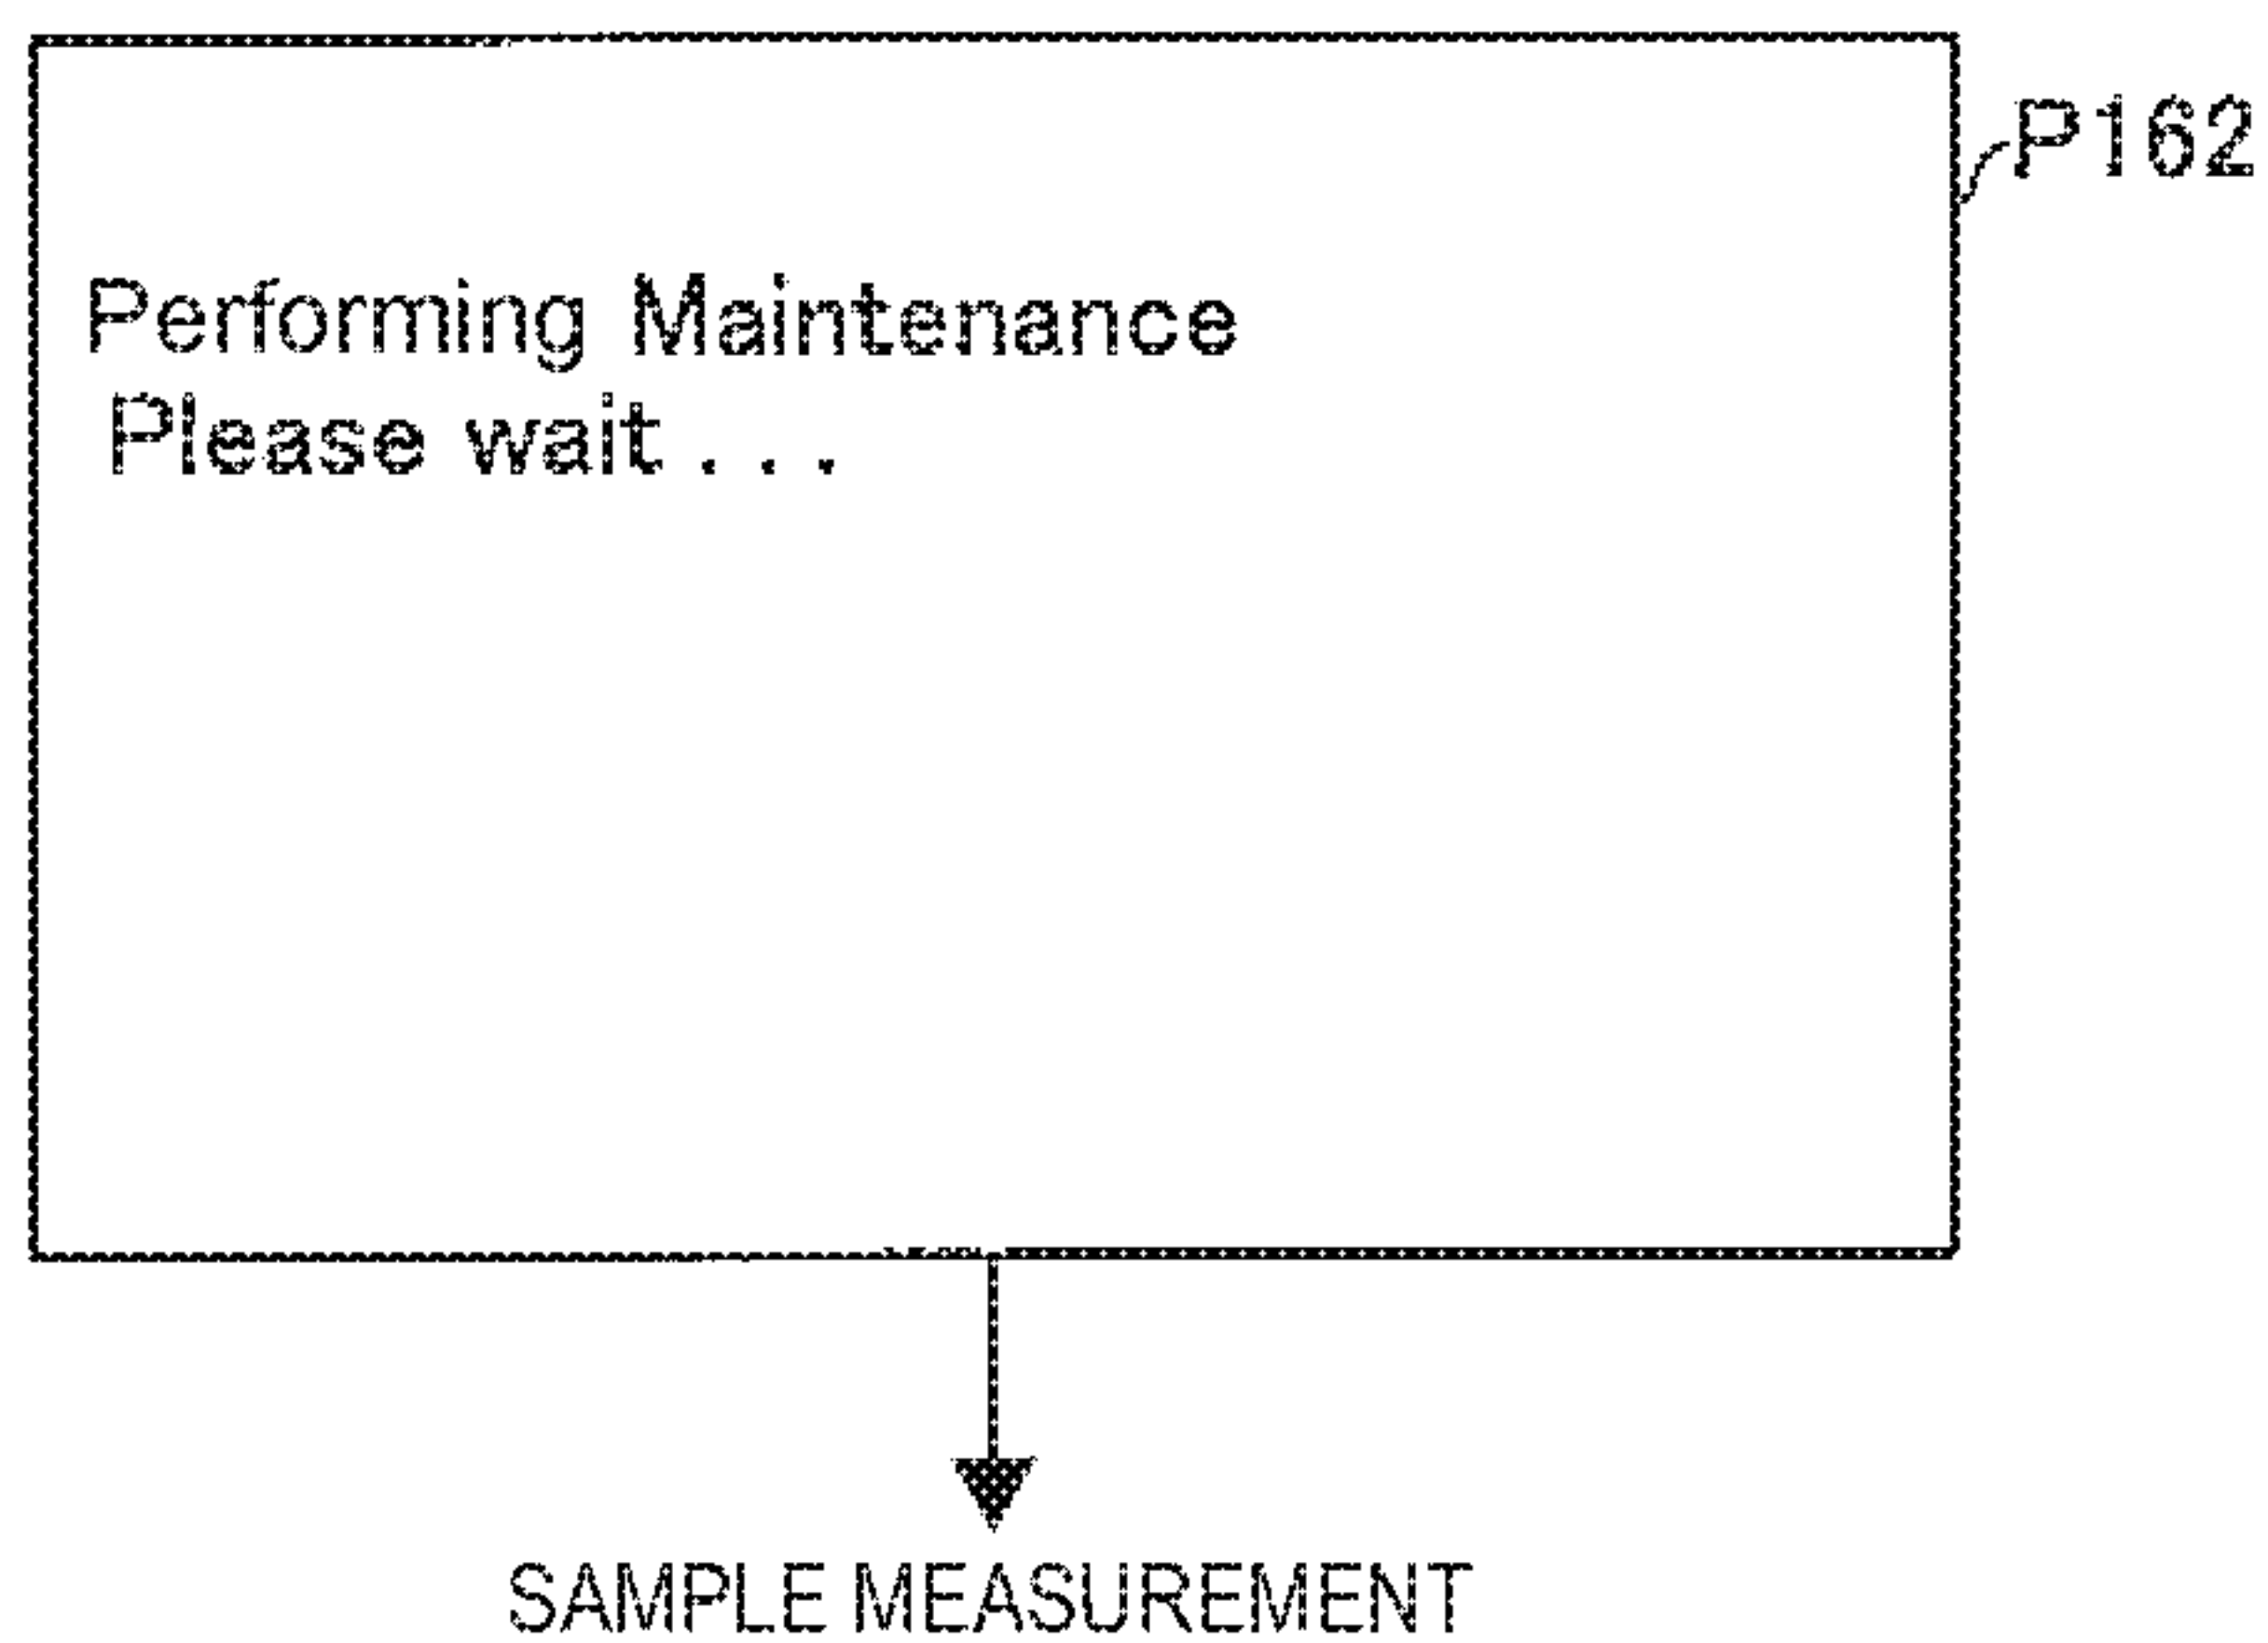 P162
Performing Maintenance
Please wait . . .
SAMPLE MEASUREMENT